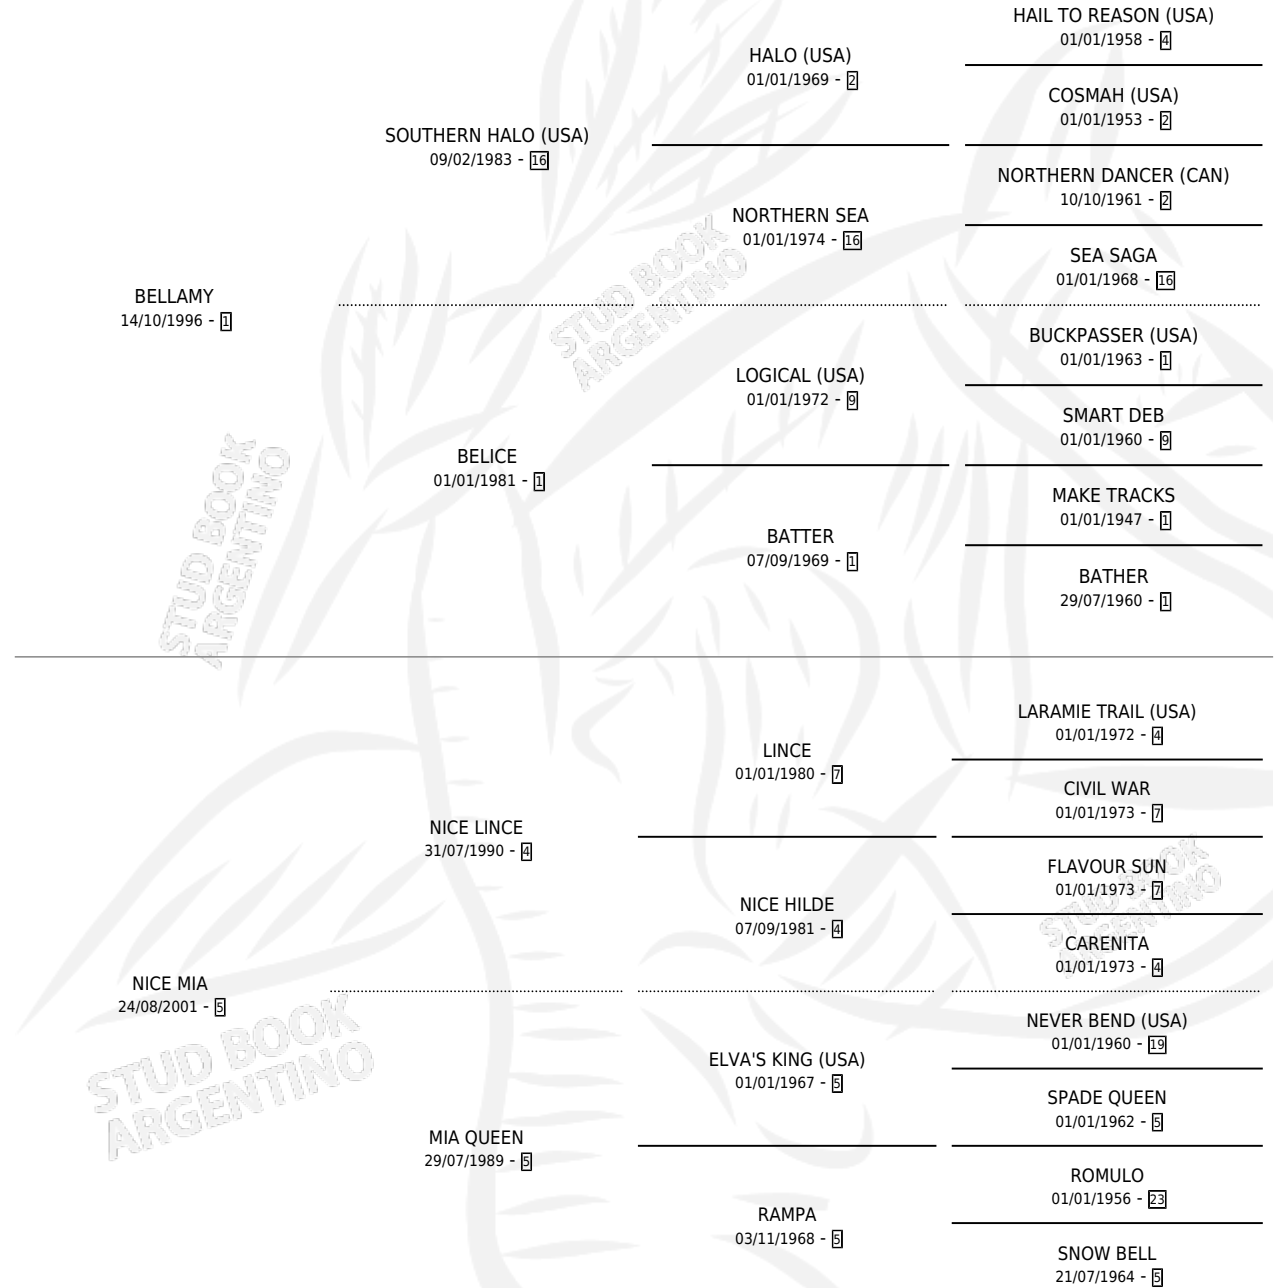 HAIL TO REASON (USA)
01/01/1958 - 4
HALO (USA)
01/01/1969 - 2
COSMAH (USA)
01/01/1953 - 2
SOUTHERN HALO (USA)
09/02/1983 - 16
NORTHERN DANCER (CAN)
10/10/1961 - 2
NORTHERN SEA
01/01/1974 - 16
SEA SAGA
01/01/1968 - 16
BELLAMY
14/10/1996 - 1
STUD BOOK
ARGENTINO
BUCKPASSER (USA)
01/01/1963 - 1
LOGICAL (USA)
01/01/1972 - 9
SMART DEB
01/01/1960 - 9
BELICE
01/01/1981 - 1
MAKE TRACKS
01/01/1947 - 1
BATTER
07/09/1969 - 1
BATHER
29/07/1960 - 1
STUD BOOK
ARGENTINO
LARAMIE TRAIL (USA)
01/01/1972 - 4
LINCE
01/01/1980 - 7
CIVIL WAR
01/01/1973 - 7
NICE LINCE
31/07/1990 - 4
FLAVOUR SUN
01/01/1973 - 7
NICE HILDE
07/09/1981 - 4
CARENITA
01/01/1973 - 4
STUD BOOK
ARGENTINO
NICE MIA
24/08/2001 - 5
NEVER BEND (USA)
01/01/1960 - 19
ELVA'S KING (USA)
01/01/1967 - 5
SPADE QUEEN
01/01/1962 - 5
STUD BOOK
ARGENTINO
MIA QUEEN
29/07/1989 - 5
ROMULO
01/01/1956 - 23
RAMPA
03/11/1968 - 5
SNOW BELL
21/07/1964 - 5